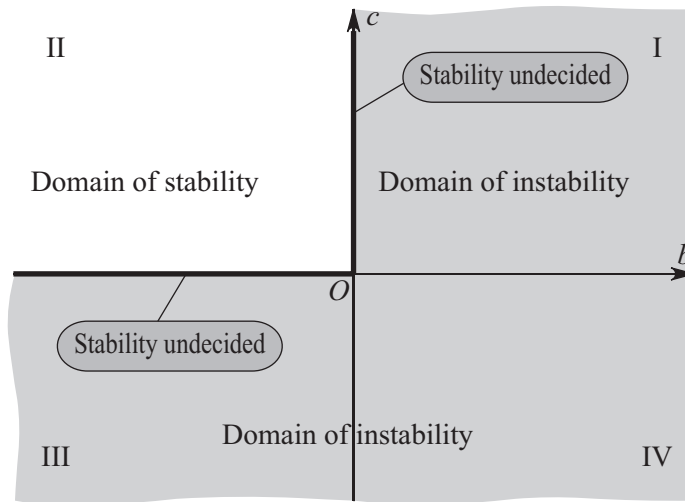 c
II
I
Stability undecided
Domain of stability
Domain of instability
b
O
Stability undecided
Domain of instability
III
IV